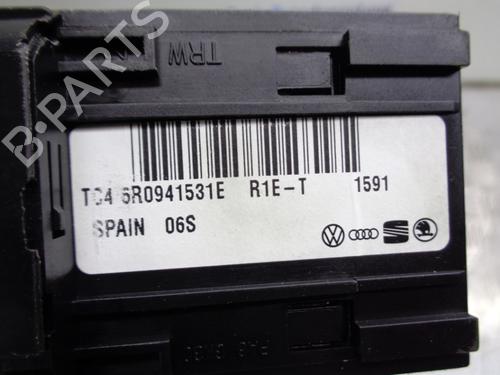 TRW
TC4 6R0941531E R1E-T 1591
SPAIN 06S
B-PARTS